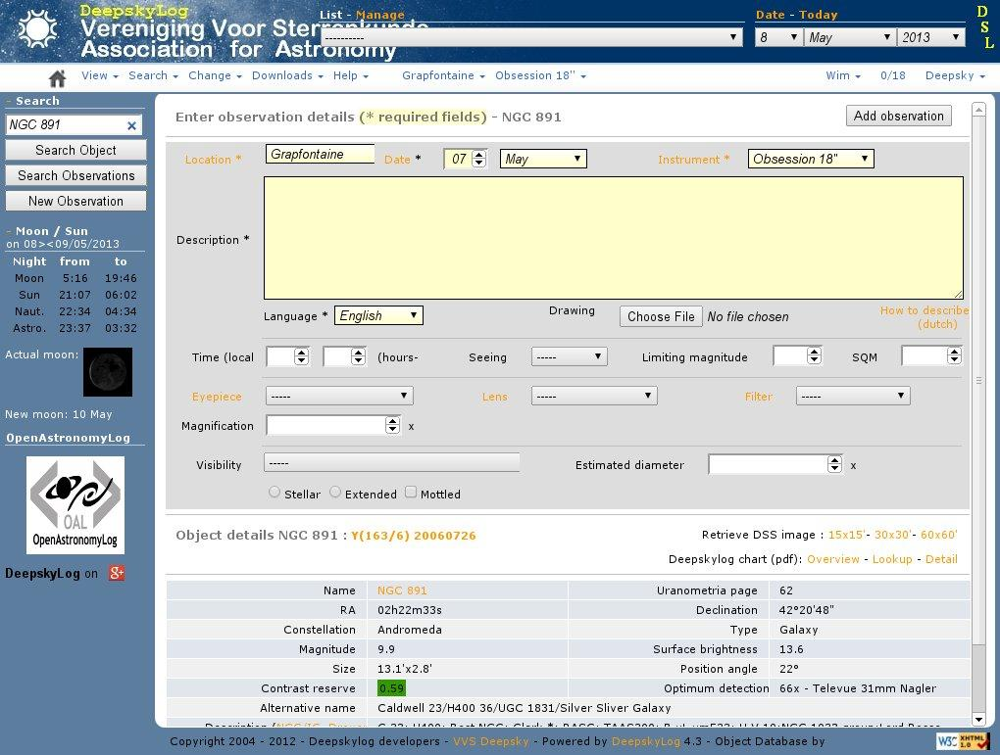 DeepskyLog
Vereniging Voor Sterrenkunde
Association for Astronomy
List - Manage
----------
Date - Today
8 May 2013
DSL
View Search Change Downloads Help Grapfontaine Obsession 18" Wim 0/18 Deepsky
- Search
NGC 891
Search Object
Search Observations
New Observation
- Moon / Sun
on 08><09/05/2013
Night from to
Moon 5:16 19:46
Sun 21:07 06:02
Naut. 22:34 04:34
Astro. 23:37 03:32
Actual moon:
New moon: 10 May
OpenAstronomyLog
OAL
OpenAstronomyLog
DeepskyLog on g+
Enter observation details (* required fields) - NGC 891
Add observation
Location * Grapfontaine Date * 07 May Instrument * Obsession 18"
Description *
Language * English Drawing Choose File No file chosen How to describe
(dutch)
Time (local (hours- Seeing ----- Limiting magnitude SQM
Eyepiece ----- Lens ----- Filter -----
Magnification x
Visibility ----- Estimated diameter x
Stellar Extended Mottled
Object details NGC 891 : Y(163/6) 20060726
Retrieve DSS image : 15x15'- 30x30'- 60x60'
Deepskylog chart (pdf): Overview - Lookup - Detail
Name NGC 891 Uranometria page 62
RA 02h22m33s Declination 42°20'48"
Constellation Andromeda Type Galaxy
Magnitude 9.9 Surface brightness 13.6
Size 13.1'x2.8' Position angle 22°
Contrast reserve 0.59 Optimum detection 66x - Televue 31mm Nagler
Alternative name Caldwell 23/H400 36/UGC 1831/Silver Sliver Galaxy
Copyright 2004 - 2012 - Deepskylog developers - VVS Deepsky - Powered by DeepskyLog 4.3 - Object Database by
W3C XHTML 1.0